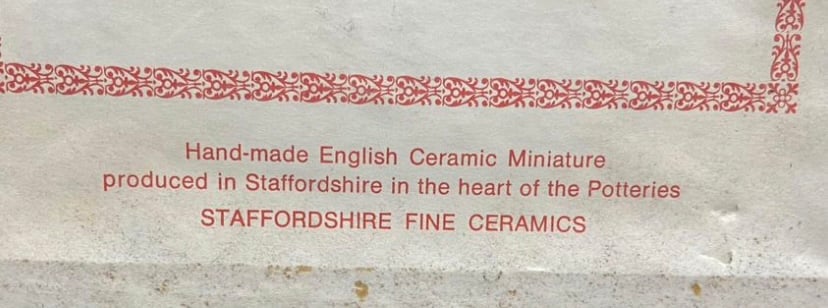 Hand-made English Ceramic Miniature
produced in Staffordshire in the heart of the Potteries
STAFFORDSHIRE FINE CERAMICS